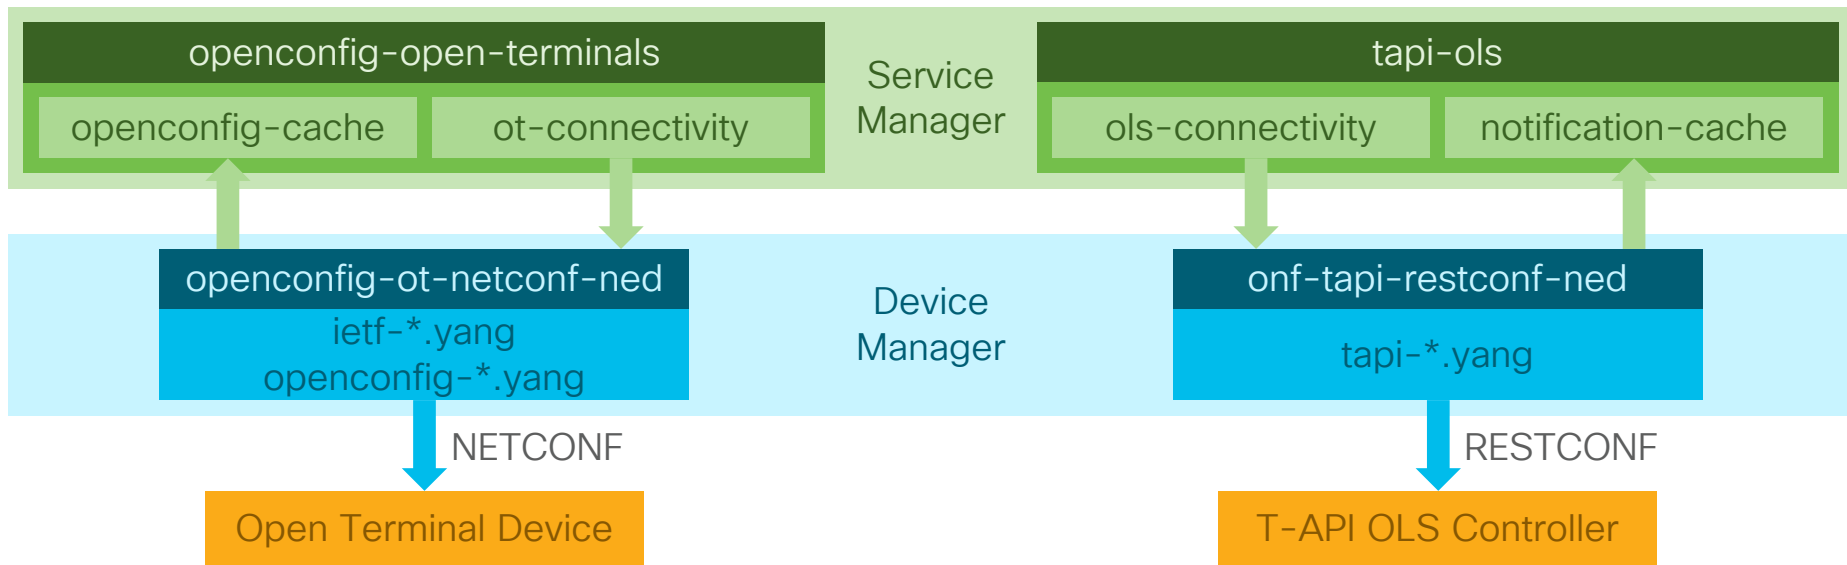 openconfig-open-terminals
openconfig-cache
ot-connectivity
Service
Manager
tapi-ols
ols-connectivity
notification-cache
openconfig-ot-netconf-ned
ietf-*.yang
openconfig-*.yang
Device
Manager
onf-tapi-restconf-ned
tapi-*.yang
NETCONF
RESTCONF
Open Terminal Device
T-API OLS Controller